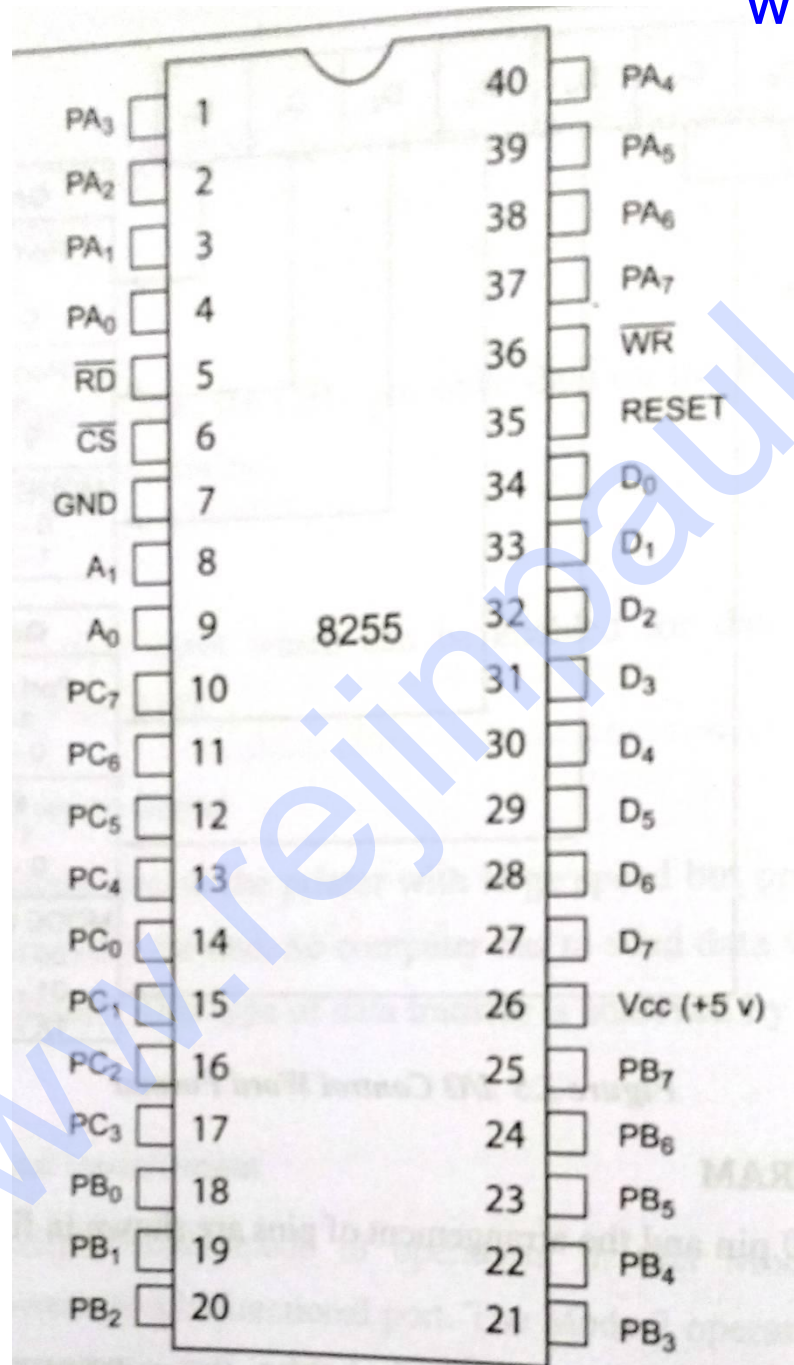 W
PA₃ 1 40 PA₄
PA₂ 2 39 PA₅
PA₁ 3 38 PA₆
PA₀ 4 37 PA₇
R̅D̅ 5 36 W̅R̅
C̅S̅ 6 35 RESET
GND 7 34 D₀
A₁ 8 33 D₁
A₀ 9 8255 32 D₂
PC₇ 10 31 D₃
PC₆ 11 30 D₄
PC₅ 12 29 D₅
PC₄ 13 28 D₆
PC₀ 14 27 D₇
PC₁ 15 26 Vcc (+5 v)
PC₂ 16 25 PB₇
PC₃ 17 24 PB₆
PB₀ 18 23 PB₅
PB₁ 19 22 PB₄
PB₂ 20 21 PB₃
ww.rejinpaul